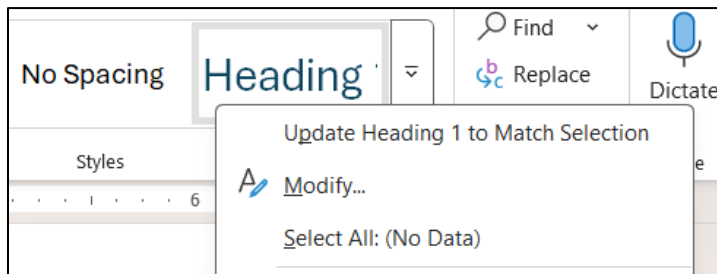 No Spacing
Heading
Find
Replace
Dictate
Styles
6
Update Heading 1 to Match Selection
Modify...
Select All: (No Data)